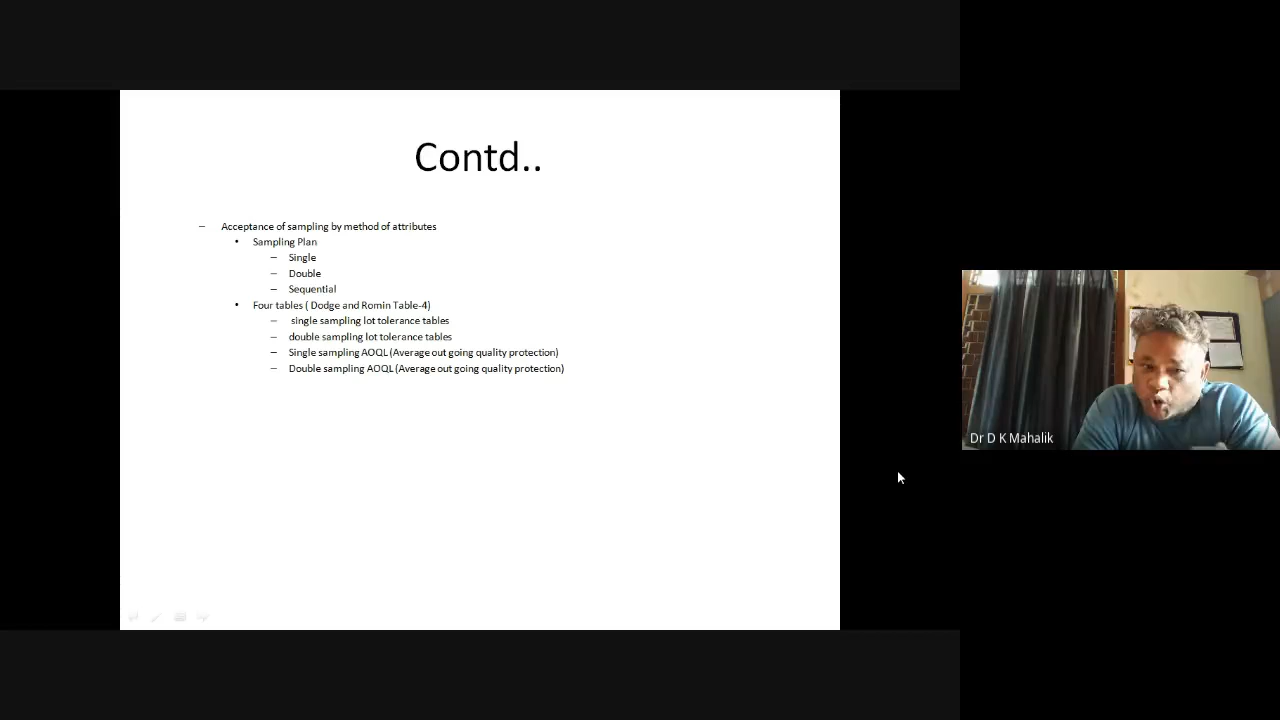 Contd..
– Acceptance of sampling by method of attributes
• Sampling Plan
– Single
– Double
– Sequential
• Four tables ( Dodge and Romin Table-4)
– single sampling lot tolerance tables
– double sampling lot tolerance tables
– Single sampling AOQL (Average out going quality protection)
– Double sampling AOQL (Average out going quality protection)
Dr D K Mahalik